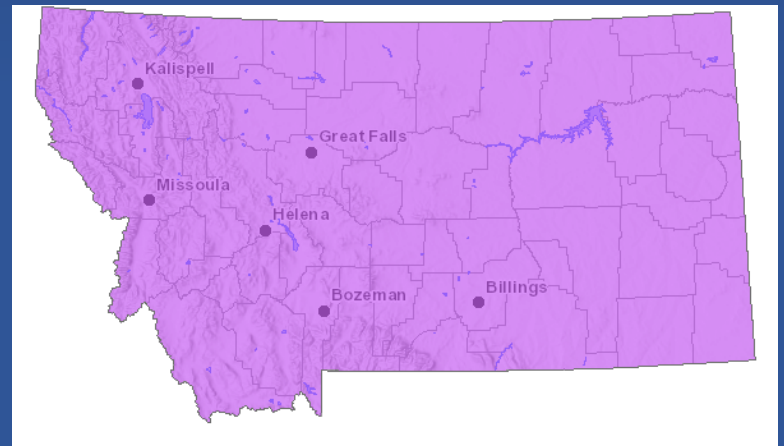 Kalispell
Great Falls
Missoula
Helena
Bozeman
Billings